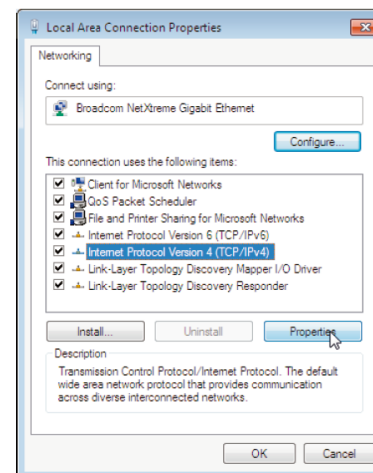 Local Area Connection Properties
Networking
Connect using:
Broadcom NetXtreme Gigabit Ethernet
Configure...
This connection uses the following items:
Client for Microsoft Networks
QoS Packet Scheduler
File and Printer Sharing for Microsoft Networks
Internet Protocol Version 6 (TCP/IPv6)
Internet Protocol Version 4 (TCP/IPv4)
Link-Layer Topology Discovery Mapper I/O Driver
Link-Layer Topology Discovery Responder
Install... Uninstall Properties
Description
Transmission Control Protocol/Internet Protocol. The default
wide area network protocol that provides communication
across diverse interconnected networks.
OK Cancel